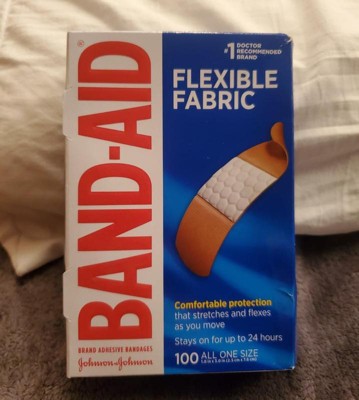 BAND-AID®
BRAND ADHESIVE BANDAGES
Johnson & Johnson
#1 DOCTOR
RECOMMENDED
BRAND
FLEXIBLE
FABRIC
Comfortable protection
that stretches and flexes
as you move
Stays on for up to 24 hours
100 ALL ONE SIZE